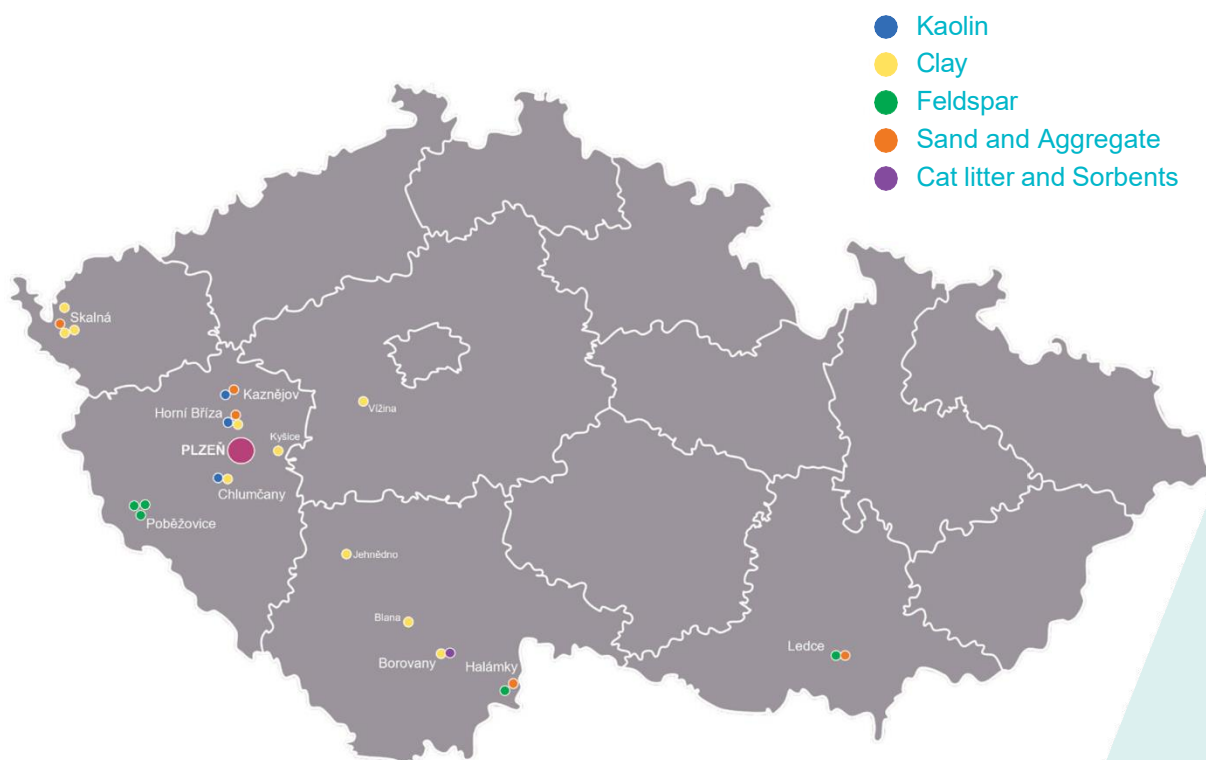 Kaolin
Clay
Feldspar
Sand and Aggregate
Cat litter and Sorbents
Skalná
Kaznějov
Horní Bříza
Vížina
Kyšice
PLZEŇ
Chlumčany
Poběžovice
Jehnědno
Blana
Borovany
Halámky
Ledce